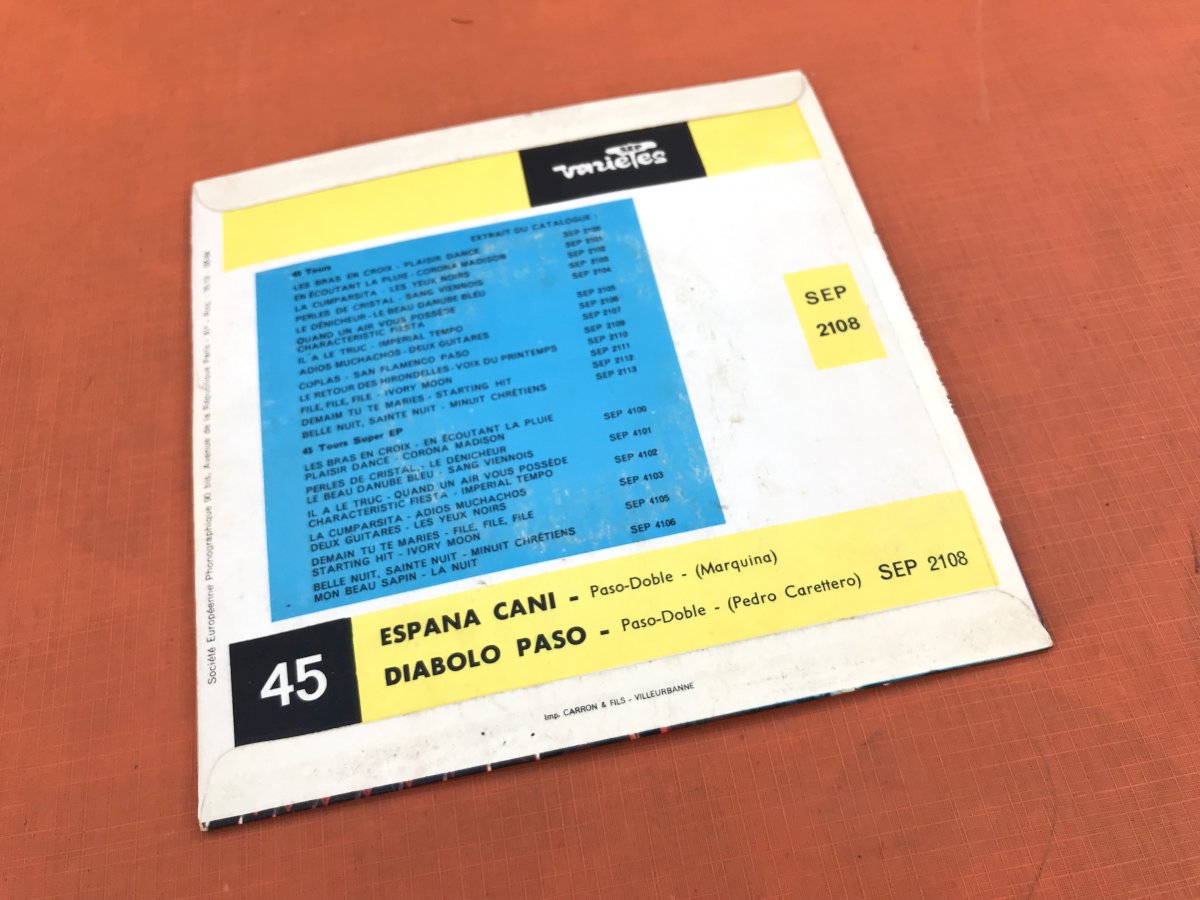 SEP
variétés
EXTRAIT DU CATALOGUE :
45 Tours
LES BRAS EN CROIX - PLAISIR DANCE SEP 2100
EN ÉCOUTANT LA PLUIE - CORONA MADISON SEP 2101
LA CUMPARSITA - LES YEUX NOIRS SEP 2102
PERLES DE CRISTAL - SANG VIENNOIS SEP 2103
LE DÉNICHEUR - LE BEAU DANUBE BLEU SEP 2104
QUAND UN AIR VOUS POSSÈDE
CHARACTERISTIC FIESTA SEP 2105
IL A LE TRUC - IMPERIAL TEMPO SEP 2106
ADIOS MUCHACHOS - DEUX GUITARES SEP 2107
CUPLAS - SAN FLAMENCO PASO SEP 2109
LE RETOUR DES HIRONDELLES - VOIX DU PRINTEMPS SEP 2110
FILE, FILE, FILE - IVORY MOON SEP 2111
DEMAIM TU TE MARIES - STARTING HIT SEP 2112
BELLE NUIT, SAINTE NUIT - MINUIT CHRÉTIENS SEP 2113
45 Tours Super EP
LES BRAS EN CROIX - EN ÉCOUTANT LA PLUIE
PLAISIR DANCE - CORONA MADISON SEP 4100
PERLES DE CRISTAL - LE DÉNICHEUR
LE BEAU DANUBE BLEU - SANG VIENNOIS SEP 4101
IL A LE TRUC - QUAND UN AIR VOUS POSSÈDE
CHARACTERISTIC FIESTA - IMPERIAL TEMPO SEP 4102
LA CUMPARSITA - ADIOS MUCHACHOS
DEUX GUITARES - LES YEUX NOIRS SEP 4103
DEMAIN TU TE MARIES - FILE, FILE, FILE
STARTING HIT - IVORY MOON SEP 4105
BELLE NUIT, SAINTE NUIT - MINUIT CHRÉTIENS
MON BEAU SAPIN - LA NUIT SEP 4106
SEP
2108
45
ESPANA CANI - Paso-Doble - (Marquina)
DIABOLO PASO - Paso-Doble - (Pedro Carettero) SEP 2108
Imp. CARRON & FILS - VILLEURBANNE
Société Européenne Phonographique 90 bis, Avenue de la République Paris - XIe